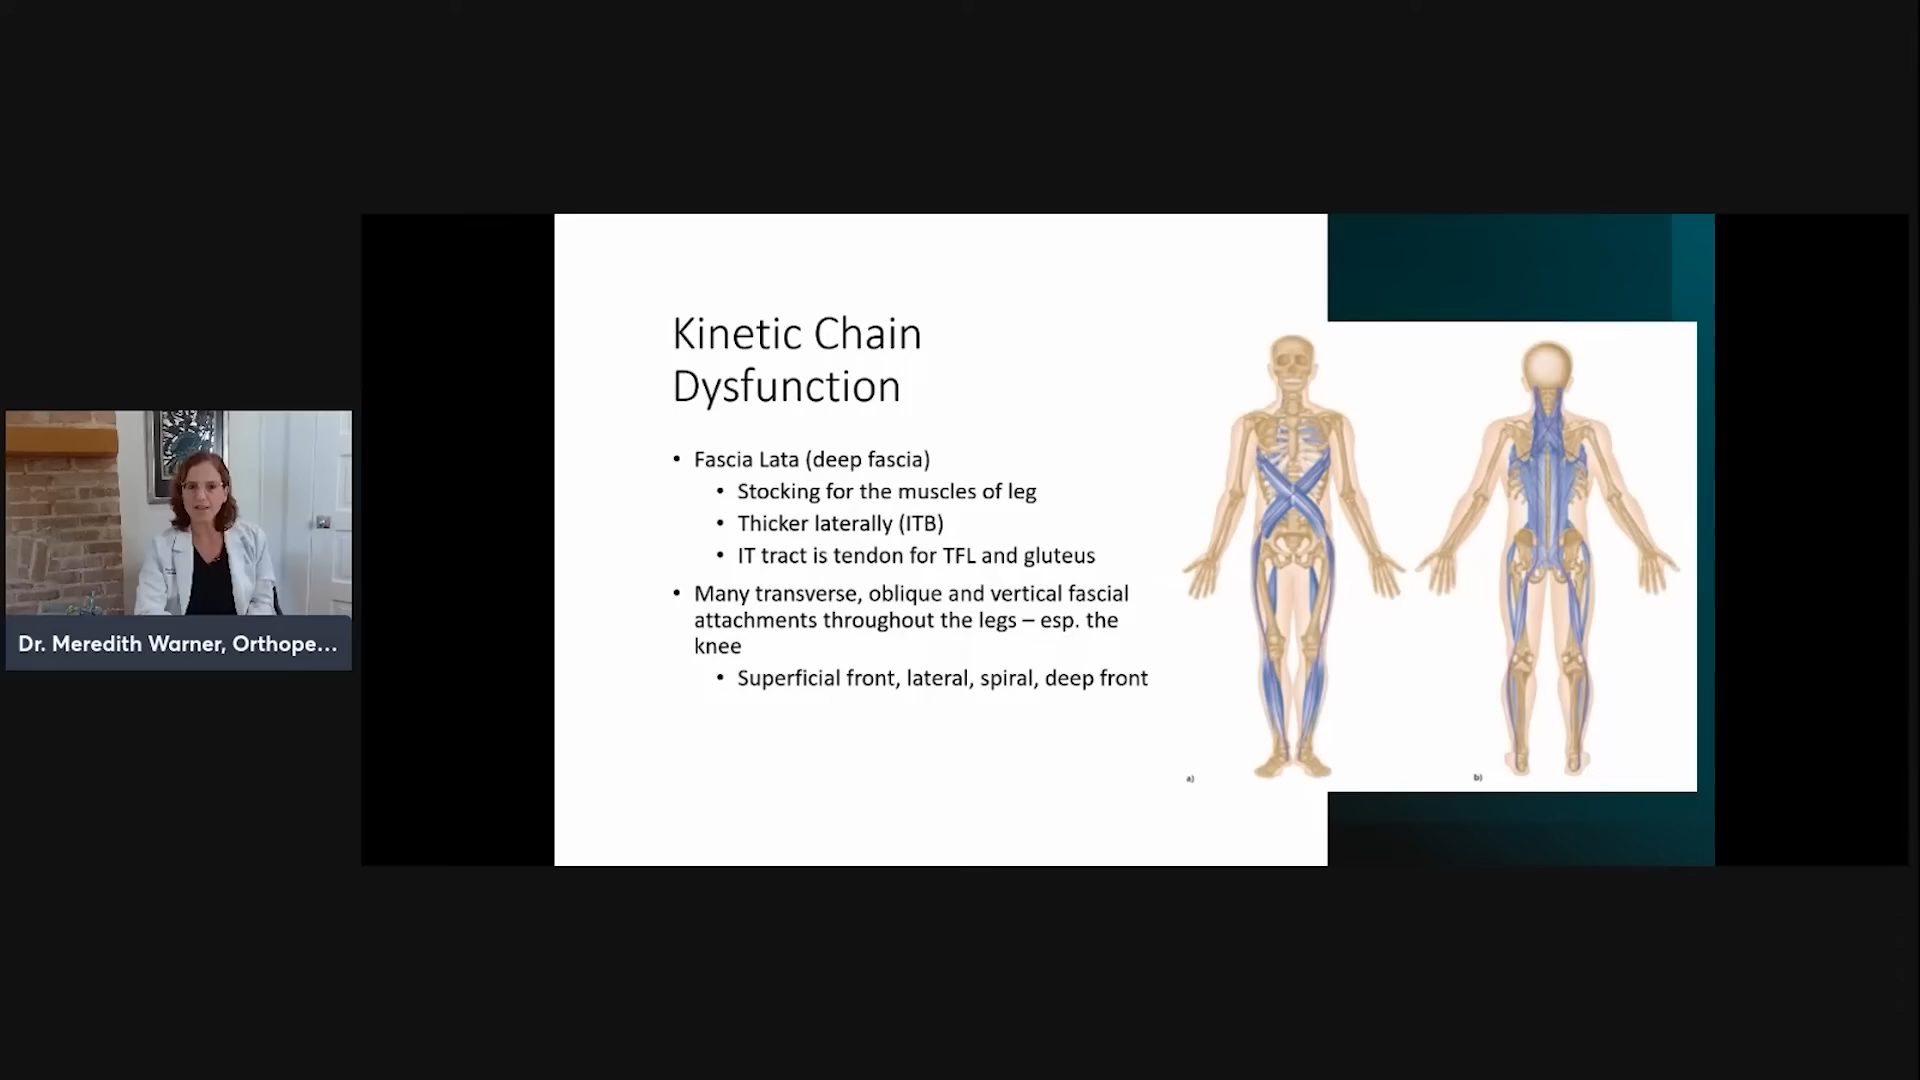 Kinetic Chain
Dysfunction
• Fascia Lata (deep fascia)
• Stocking for the muscles of leg
• Thicker laterally (ITB)
• IT tract is tendon for TFL and gluteus
• Many transverse, oblique and vertical fascial
attachments throughout the legs – esp. the
knee
• Superficial front, lateral, spiral, deep front
a)
b)
Dr. Meredith Warner, Orthope...